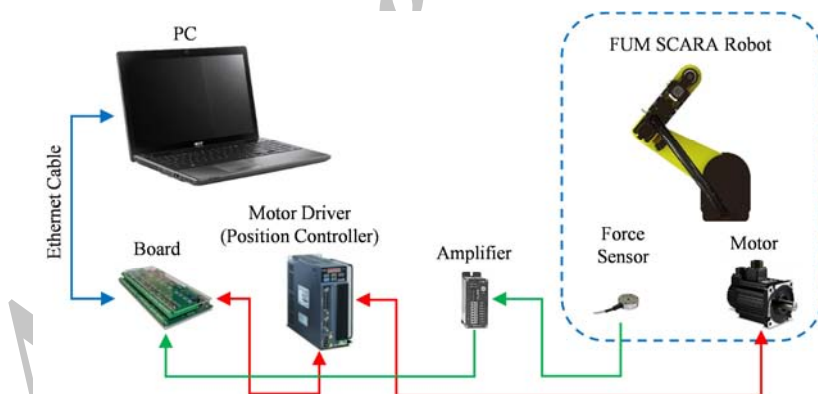 PC
FUM SCARA Robot
Ethernet Cable
Motor Driver
(Position Controller)
Board
Amplifier
Force
Sensor
Motor